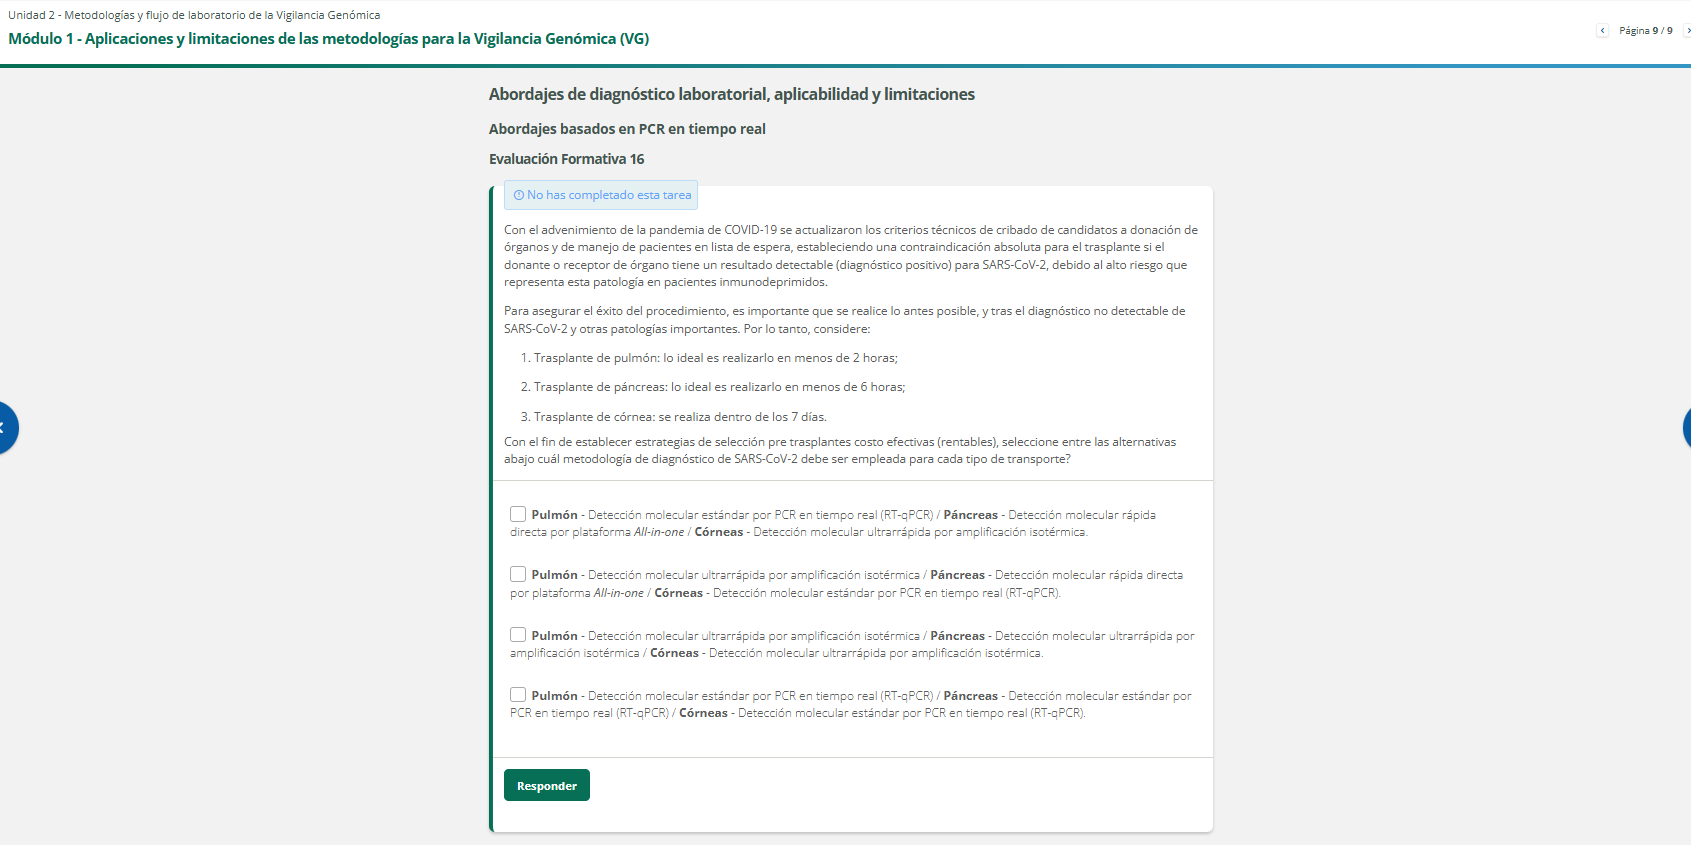 Unidad 2 - Metodologías y flujo de laboratorio de la Vigilancia Genómica
Módulo 1 - Aplicaciones y limitaciones de las metodologías para la Vigilancia Genómica (VG)
Página 9 / 9
Abordajes de diagnóstico laboratorial, aplicabilidad y limitaciones
Abordajes basados en PCR en tiempo real
Evaluación Formativa 16
No has completado esta tarea
Con el advenimiento de la pandemia de COVID-19 se actualizaron los criterios técnicos de cribado de candidatos a donación de
órganos y de manejo de pacientes en lista de espera, estableciendo una contraindicación absoluta para el trasplante si el
donante o receptor de órgano tiene un resultado detectable (diagnóstico positivo) para SARS-CoV-2, debido al alto riesgo que
representa esta patología en pacientes inmunodeprimidos.
Para asegurar el éxito del procedimiento, es importante que se realice lo antes posible, y tras el diagnóstico no detectable de
SARS-CoV-2 y otras patologías importantes. Por lo tanto, considere:
1. Trasplante de pulmón: lo ideal es realizarlo en menos de 2 horas;
2. Trasplante de páncreas: lo ideal es realizarlo en menos de 6 horas;
3. Trasplante de córnea: se realiza dentro de los 7 días.
Con el fin de establecer estrategias de selección pre trasplantes costo efectivas (rentables), seleccione entre las alternativas
abajo cuál metodología de diagnóstico de SARS-CoV-2 debe ser empleada para cada tipo de transporte?
Pulmón - Detección molecular estándar por PCR en tiempo real (RT-qPCR) / Páncreas - Detección molecular rápida
directa por plataforma All-in-one / Córneas - Detección molecular ultrarrápida por amplificación isotérmica.
Pulmón - Detección molecular ultrarrápida por amplificación isotérmica / Páncreas - Detección molecular rápida directa
por plataforma All-in-one / Córneas - Detección molecular estándar por PCR en tiempo real (RT-qPCR).
Pulmón - Detección molecular ultrarrápida por amplificación isotérmica / Páncreas - Detección molecular ultrarrápida por
amplificación isotérmica / Córneas - Detección molecular ultrarrápida por amplificación isotérmica.
Pulmón - Detección molecular estándar por PCR en tiempo real (RT-qPCR) / Páncreas - Detección molecular estándar por
PCR en tiempo real (RT-qPCR) / Córneas - Detección molecular estándar por PCR en tiempo real (RT-qPCR).
Responder